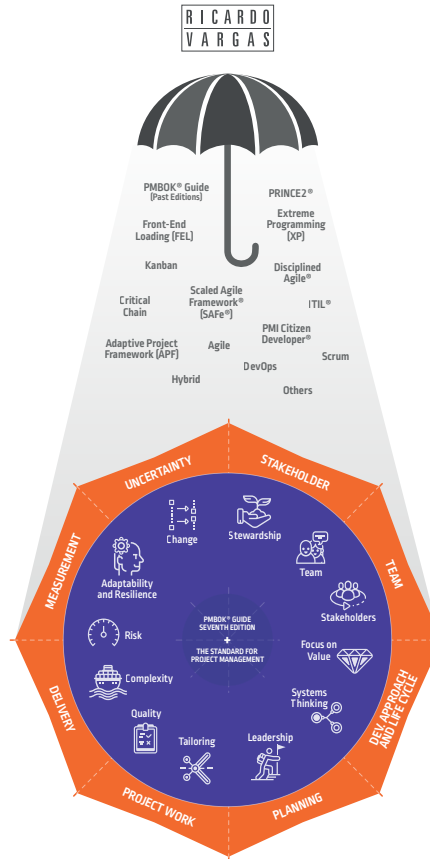 RICARDO
VARGAS
PMBOK® Guide
(Past Editions)
PRINCE2®
Front-End
Loading (FEL)
Extreme
Programming
(XP)
Kanban
Disciplined
Agile®
Scaled Agile
Framework®
(SAFe®)
Critical
Chain
ITIL®
PMI Citizen
Developer®
Adaptive Project
Framework (APF)
Agile
Scrum
DevOps
Hybrid
Others
UNCERTAINTY
STAKEHOLDER
TEAM
DEV. APPROACH
AND LIFE CYCLE
PLANNING
PROJECT WORK
DELIVERY
MEASUREMENT
Stewardship
Team
Stakeholders
Focus on
Value
Systems
Thinking
Leadership
Tailoring
Quality
Complexity
Risk
Adaptability
and Resilience
Change
PMBOK® GUIDE
SEVENTH EDITION
+
THE STANDARD FOR
PROJECT MANAGEMENT